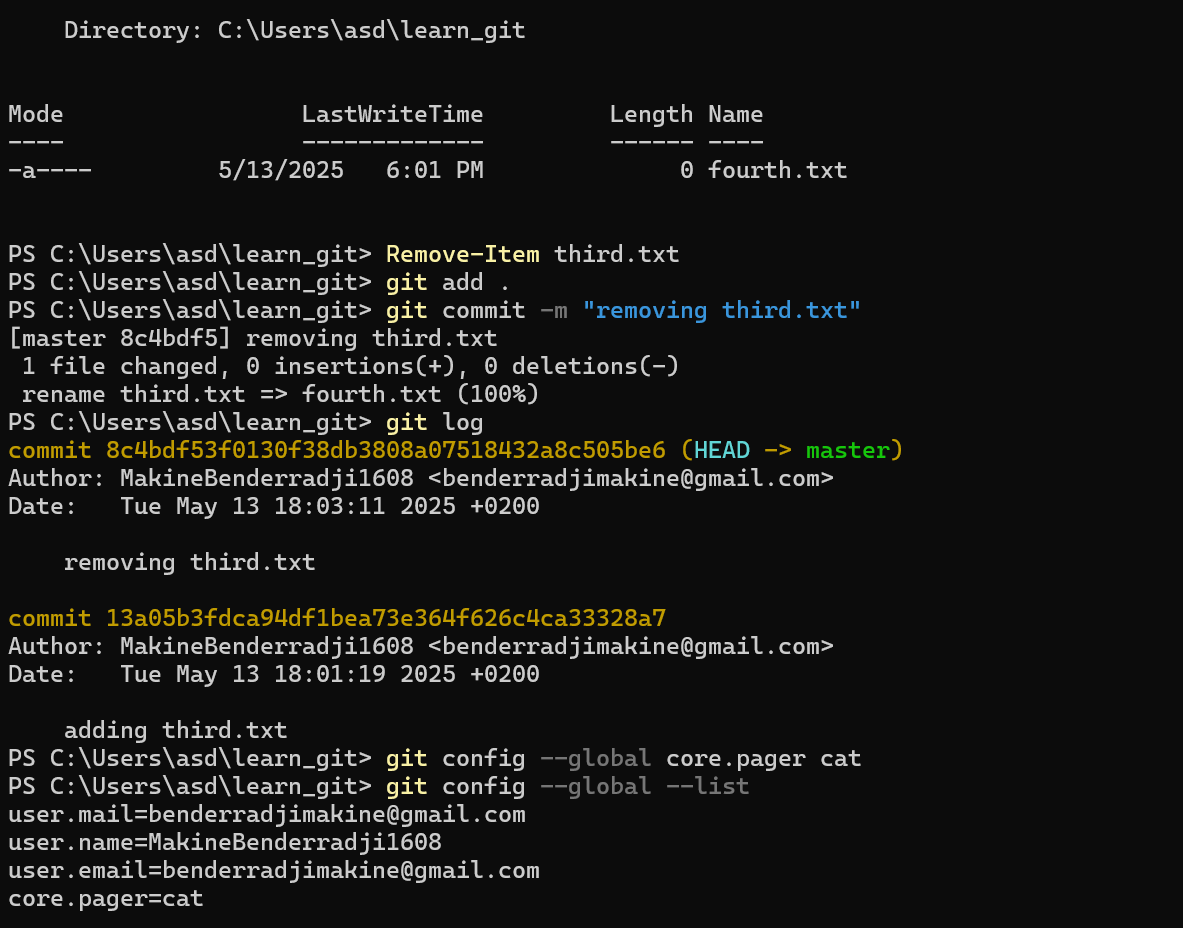 Directory: C:\Users\asd\learn_git
Mode                 LastWriteTime         Length Name
----                 -------------         ------ ----
-a----         5/13/2025   6:01 PM              0 fourth.txt
PS C:\Users\asd\learn_git> Remove-Item third.txt
PS C:\Users\asd\learn_git> git add .
PS C:\Users\asd\learn_git> git commit -m "removing third.txt"
[master 8c4bdf5] removing third.txt
 1 file changed, 0 insertions(+), 0 deletions(-)
 rename third.txt => fourth.txt (100%)
PS C:\Users\asd\learn_git> git log
commit 8c4bdf53f0130f38db3808a07518432a8c505be6 (HEAD -> master)
Author: MakineBenderradji1608 <benderradjimakine@gmail.com>
Date:   Tue May 13 18:03:11 2025 +0200
    removing third.txt
commit 13a05b3fdca94df1bea73e364f626c4ca33328a7
Author: MakineBenderradji1608 <benderradjimakine@gmail.com>
Date:   Tue May 13 18:01:19 2025 +0200
    adding third.txt
PS C:\Users\asd\learn_git> git config --global core.pager cat
PS C:\Users\asd\learn_git> git config --global --list
user.mail=benderradjimakine@gmail.com
user.name=MakineBenderradji1608
user.email=benderradjimakine@gmail.com
core.pager=cat